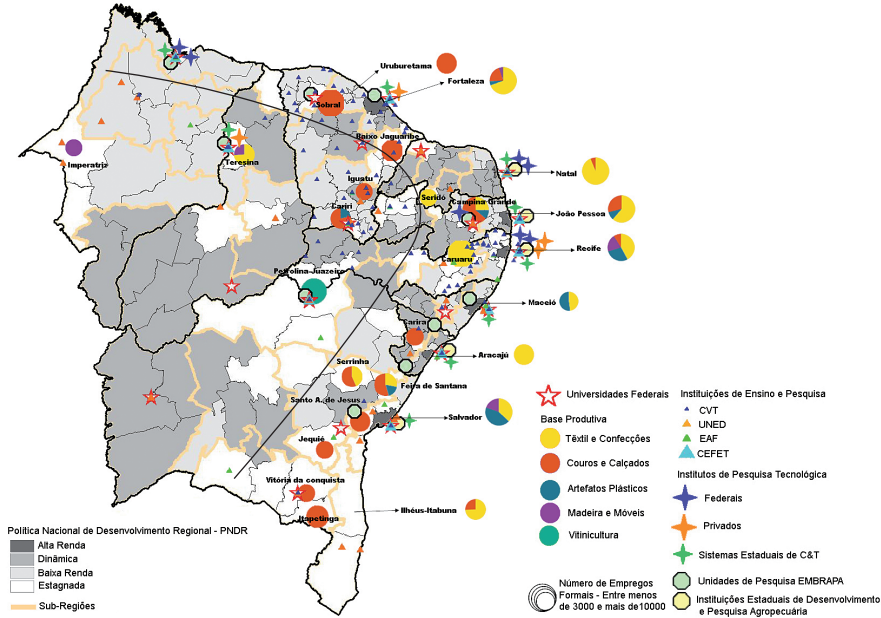 Uruburetama
Fortaleza
Sobral
Baixo Jaguaribe
Teresina
Imperatriz
Natal
Iguatu
Seridó
Campina Grande
João Pessoa
Cariri
Recife
Caruaru
Petrolina-Juazeiro
Maceió
Carira
Aracajú
Serrinha
Feira de Santana
Santo A. de Jesus
Salvador
Jequié
Vitória da conquista
Itapetinga
Ilhéus-Itabuna
Política Nacional de Desenvolvimento Regional - PNDR
Alta Renda
Dinâmica
Baixa Renda
Estagnada
Sub-Regiões
Universidades Federais
Base Produtiva
Têxtil e Confecções
Couros e Calçados
Artefatos Plásticos
Madeira e Móveis
Vitinicultura
Número de Empregos
Formais - Entre menos
de 3000 e mais de10000
Instituições de Ensino e Pesquisa
CVT
UNED
EAF
CEFET
Institutos de Pesquisa Tecnológica
Federais
Privados
Sistemas Estaduais de C&T
Unidades de Pesquisa EMBRAPA
Instituições Estaduais de Desenvolvimento
e Pesquisa Agropecuária